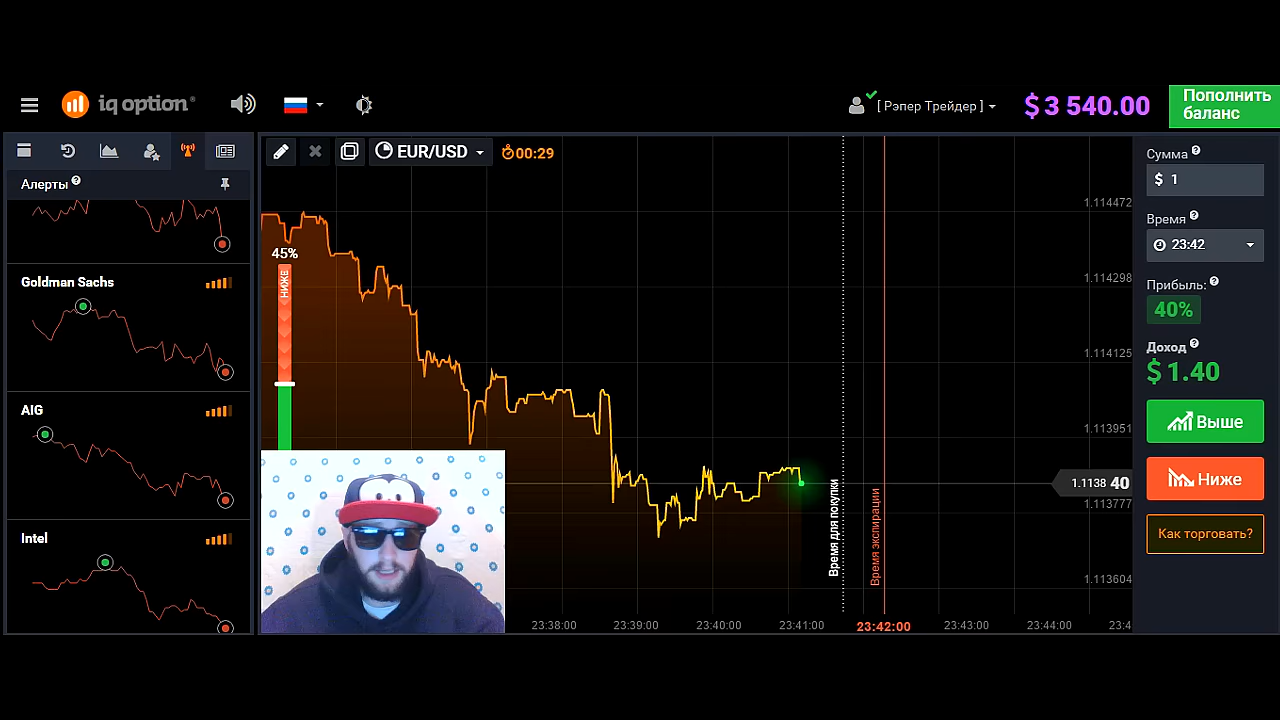 iq option®
[ Рэпер Трейдер ]
$ 3 540.00
Пополнить
баланс
Алерты ?
EUR/USD
00:29
Сумма ?
$ 1
Время ?
23:42
Прибыль: ?
40%
Доход ?
$ 1.40
Выше
Ниже
Как торговать?
Goldman Sachs
AIG
Intel
45%
НИЖЕ
1.114472
1.114298
1.114125
1.113951
1.1138 40
1.113777
1.113604
Время для покупки
Время экспирации
23:38:00
23:39:00
23:40:00
23:41:00
23:42:00
23:43:00
23:44:00
23:4